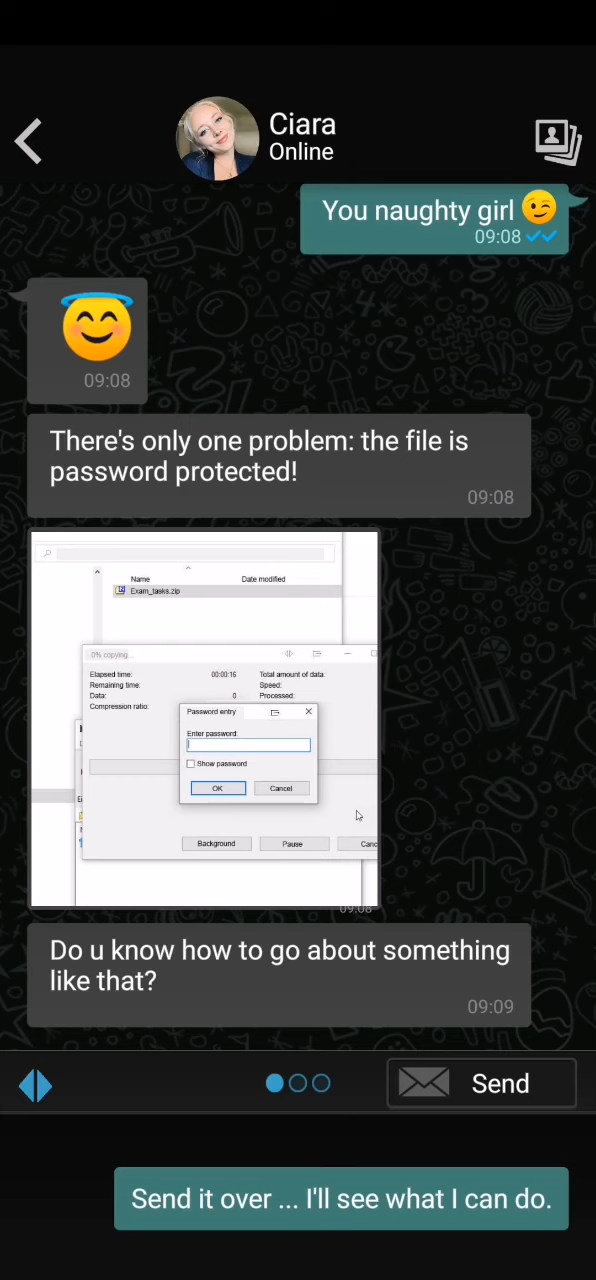 Ciara
Online
You naughty girl 😉
09:08
😇
09:08
There's only one problem: the file is
password protected!
09:08
Name Date modified
Exam_tasks.zip
0% copying...
Elapsed time: 00:00:16 Total amount of data:
Remaining time: Speed:
Data: 0 Processed:
Compression ratio:
Password entry
Enter password:
Show password
OK Cancel
Background Pause Canc
09:08
Do u know how to go about something
like that?
09:09
Send
Send it over ... I'll see what I can do.